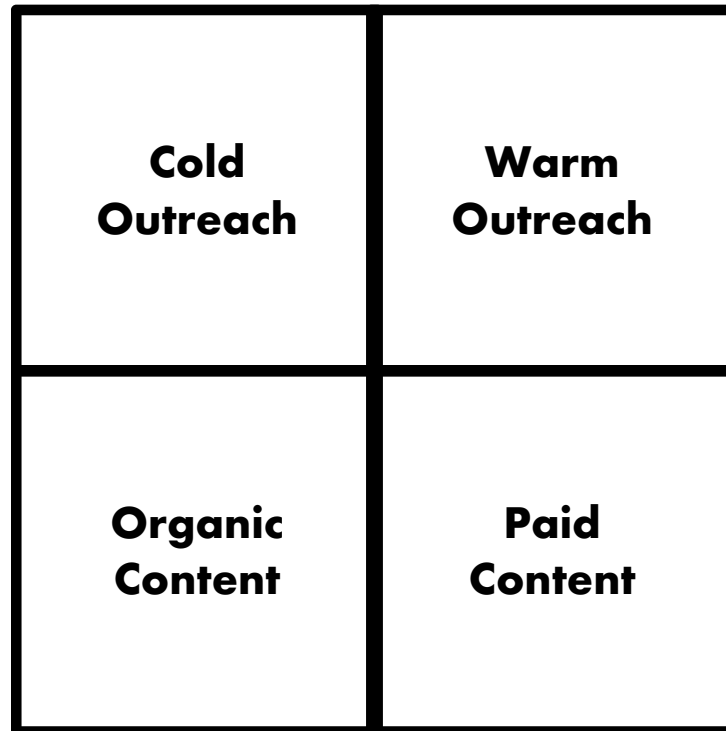 Cold
Outreach
Warm
Outreach
Organic
Content
Paid
Content